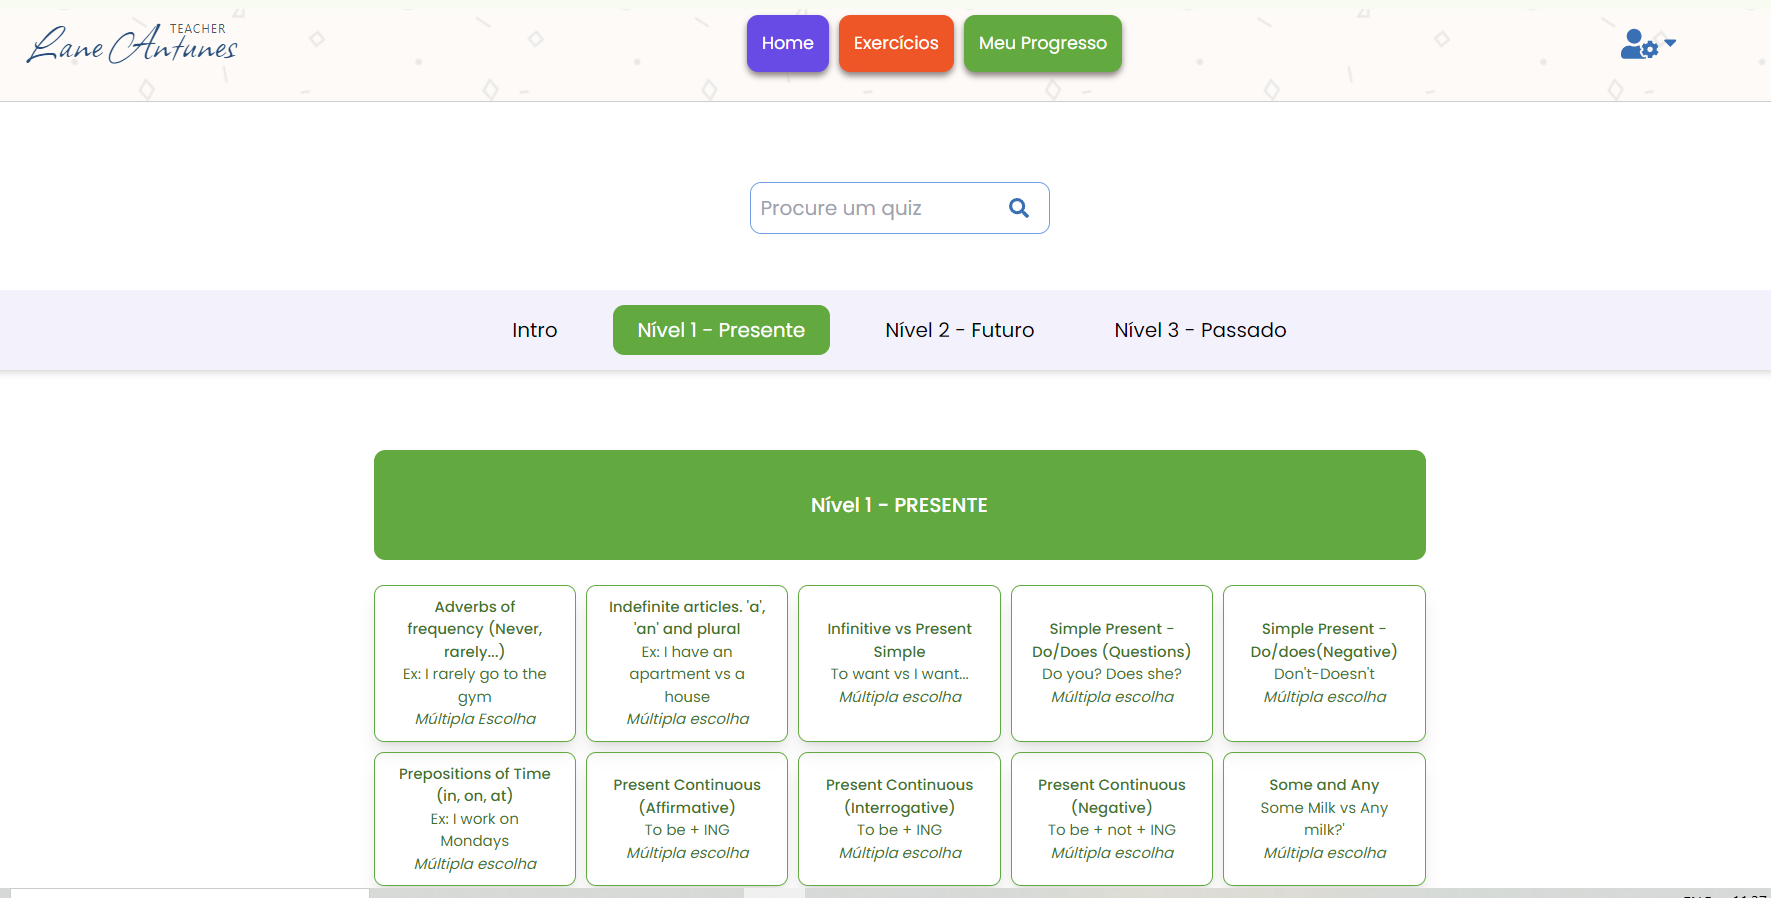 TEACHER
Lane Antunes
Home
Exercícios
Meu Progresso
Procure um quiz
Intro
Nível 1 - Presente
Nível 2 - Futuro
Nível 3 - Passado
Nível 1 - PRESENTE
Adverbs of
frequency (Never,
rarely...)
Ex: I rarely go to the
gym
Múltipla Escolha
Indefinite articles. 'a',
'an' and plural
Ex: I have an
apartment vs a
house
Múltipla escolha
Infinitive vs Present
Simple
To want vs I want...
Múltipla escolha
Simple Present -
Do/Does (Questions)
Do you? Does she?
Múltipla escolha
Simple Present -
Do/does(Negative)
Don't-Doesn't
Múltipla escolha
Prepositions of Time
(in, on, at)
Ex: I work on
Mondays
Múltipla escolha
Present Continuous
(Affirmative)
To be + ING
Múltipla escolha
Present Continuous
(Interrogative)
To be + ING
Múltipla escolha
Present Continuous
(Negative)
To be + not + ING
Múltipla escolha
Some and Any
Some Milk vs Any
milk?'
Múltipla escolha